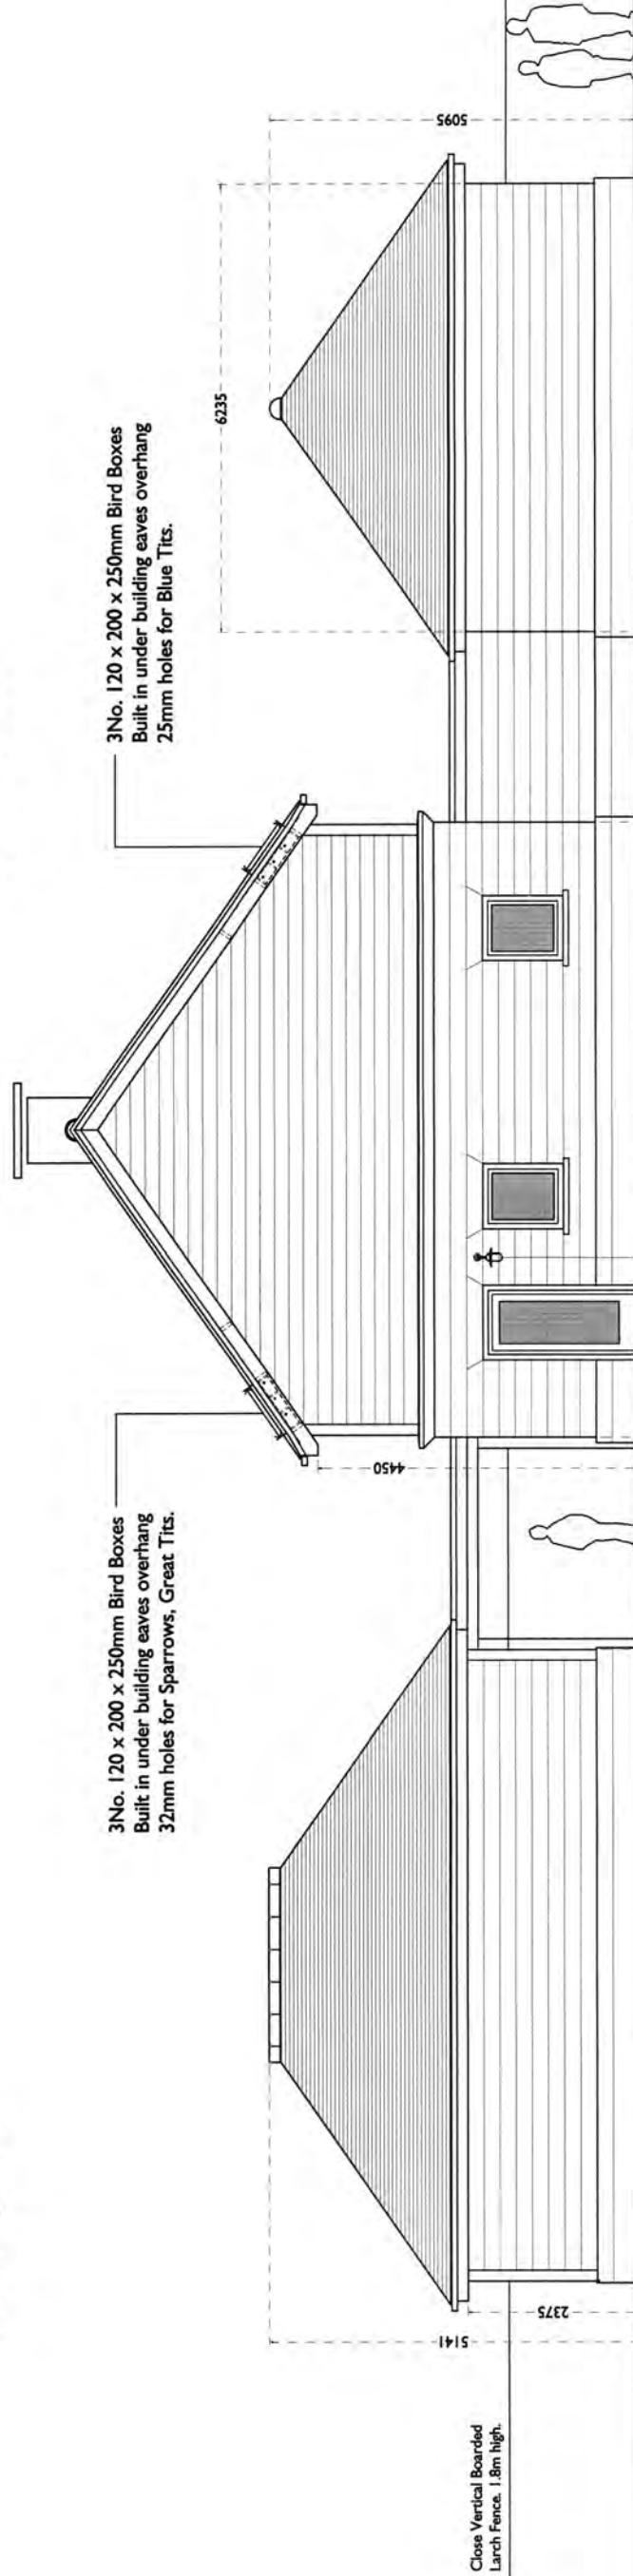 3No. 120 x 200 x 250mm Bird Boxes
Built in under building eaves overhang
32mm holes for Sparrows, Great Tits.
3No. 120 x 200 x 250mm Bird Boxes
Built in under building eaves overhang
25mm holes for Blue Tits.
6235
5095
4450
5141
2375
Close Vertical Boarded
Larch Fence. 1.8m high.